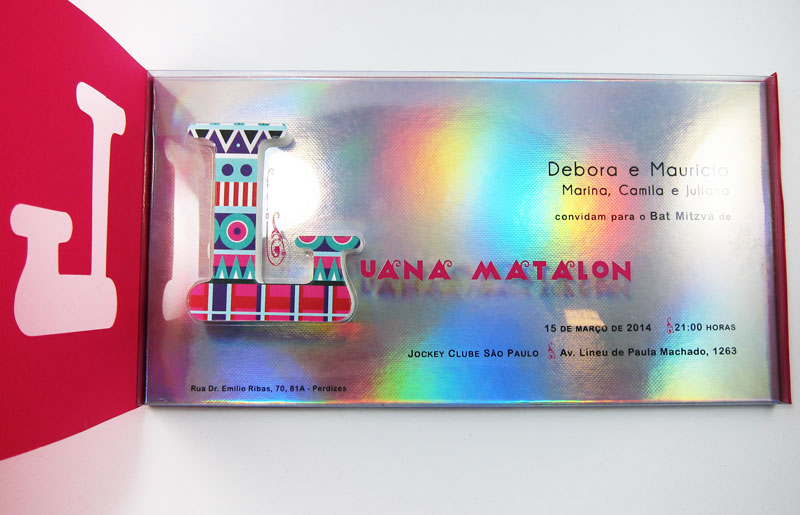 Debora e Mauricio
Marina, Camila e Juliana
convidam para o Bat Mitzva de
LUANA MATALON
15 DE MARÇO DE 2014 21:00 HORAS
JOCKEY CLUBE SÃO PAULO Av. Lineu de Paula Machado, 1263
Rua Dr. Emilio Ribas, 70, 81A - Perdizes